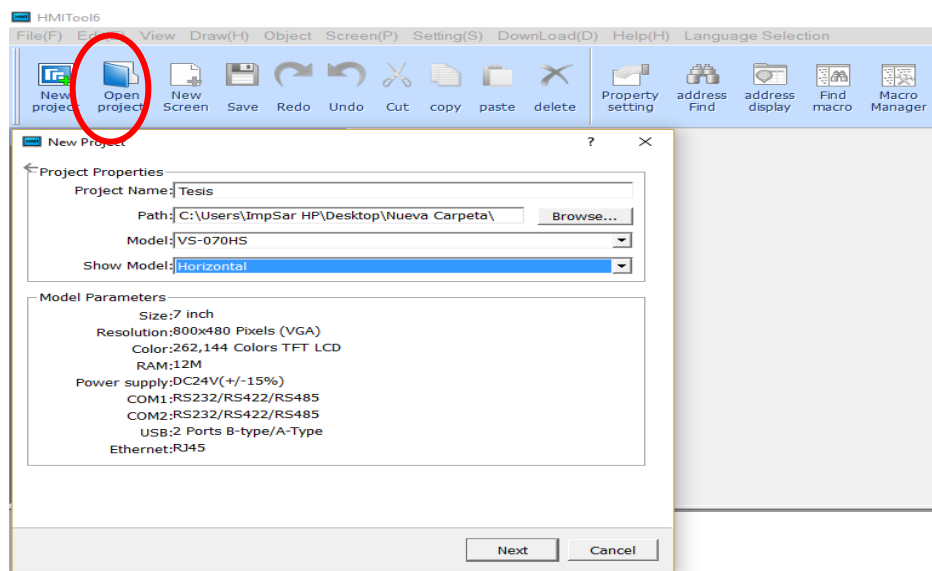 HMITool6
File(F) Edit(E) View Draw(H) Object Screen(P) Setting(S) DownLoad(D) Help(H) Language Selection
New project
Open project
New Screen
Save
Redo
Undo
Cut
copy
paste
delete
Property setting
address Find
address display
Find macro
Macro Manager
New Project ? ×
Project Properties
Project Name: Tesis
Path: C:\Users\ImpSar HP\Desktop\Nueva Carpeta\ Browse...
Model: VS-070HS
Show Model: Horizontal
Model Parameters
Size:7 inch
Resolution:800x480 Pixels (VGA)
Color:262,144 Colors TFT LCD
RAM:12M
Power supply:DC24V(+/-15%)
COM1:RS232/RS422/RS485
COM2:RS232/RS422/RS485
USB:2 Ports B-type/A-Type
Ethernet:RJ45
Next Cancel